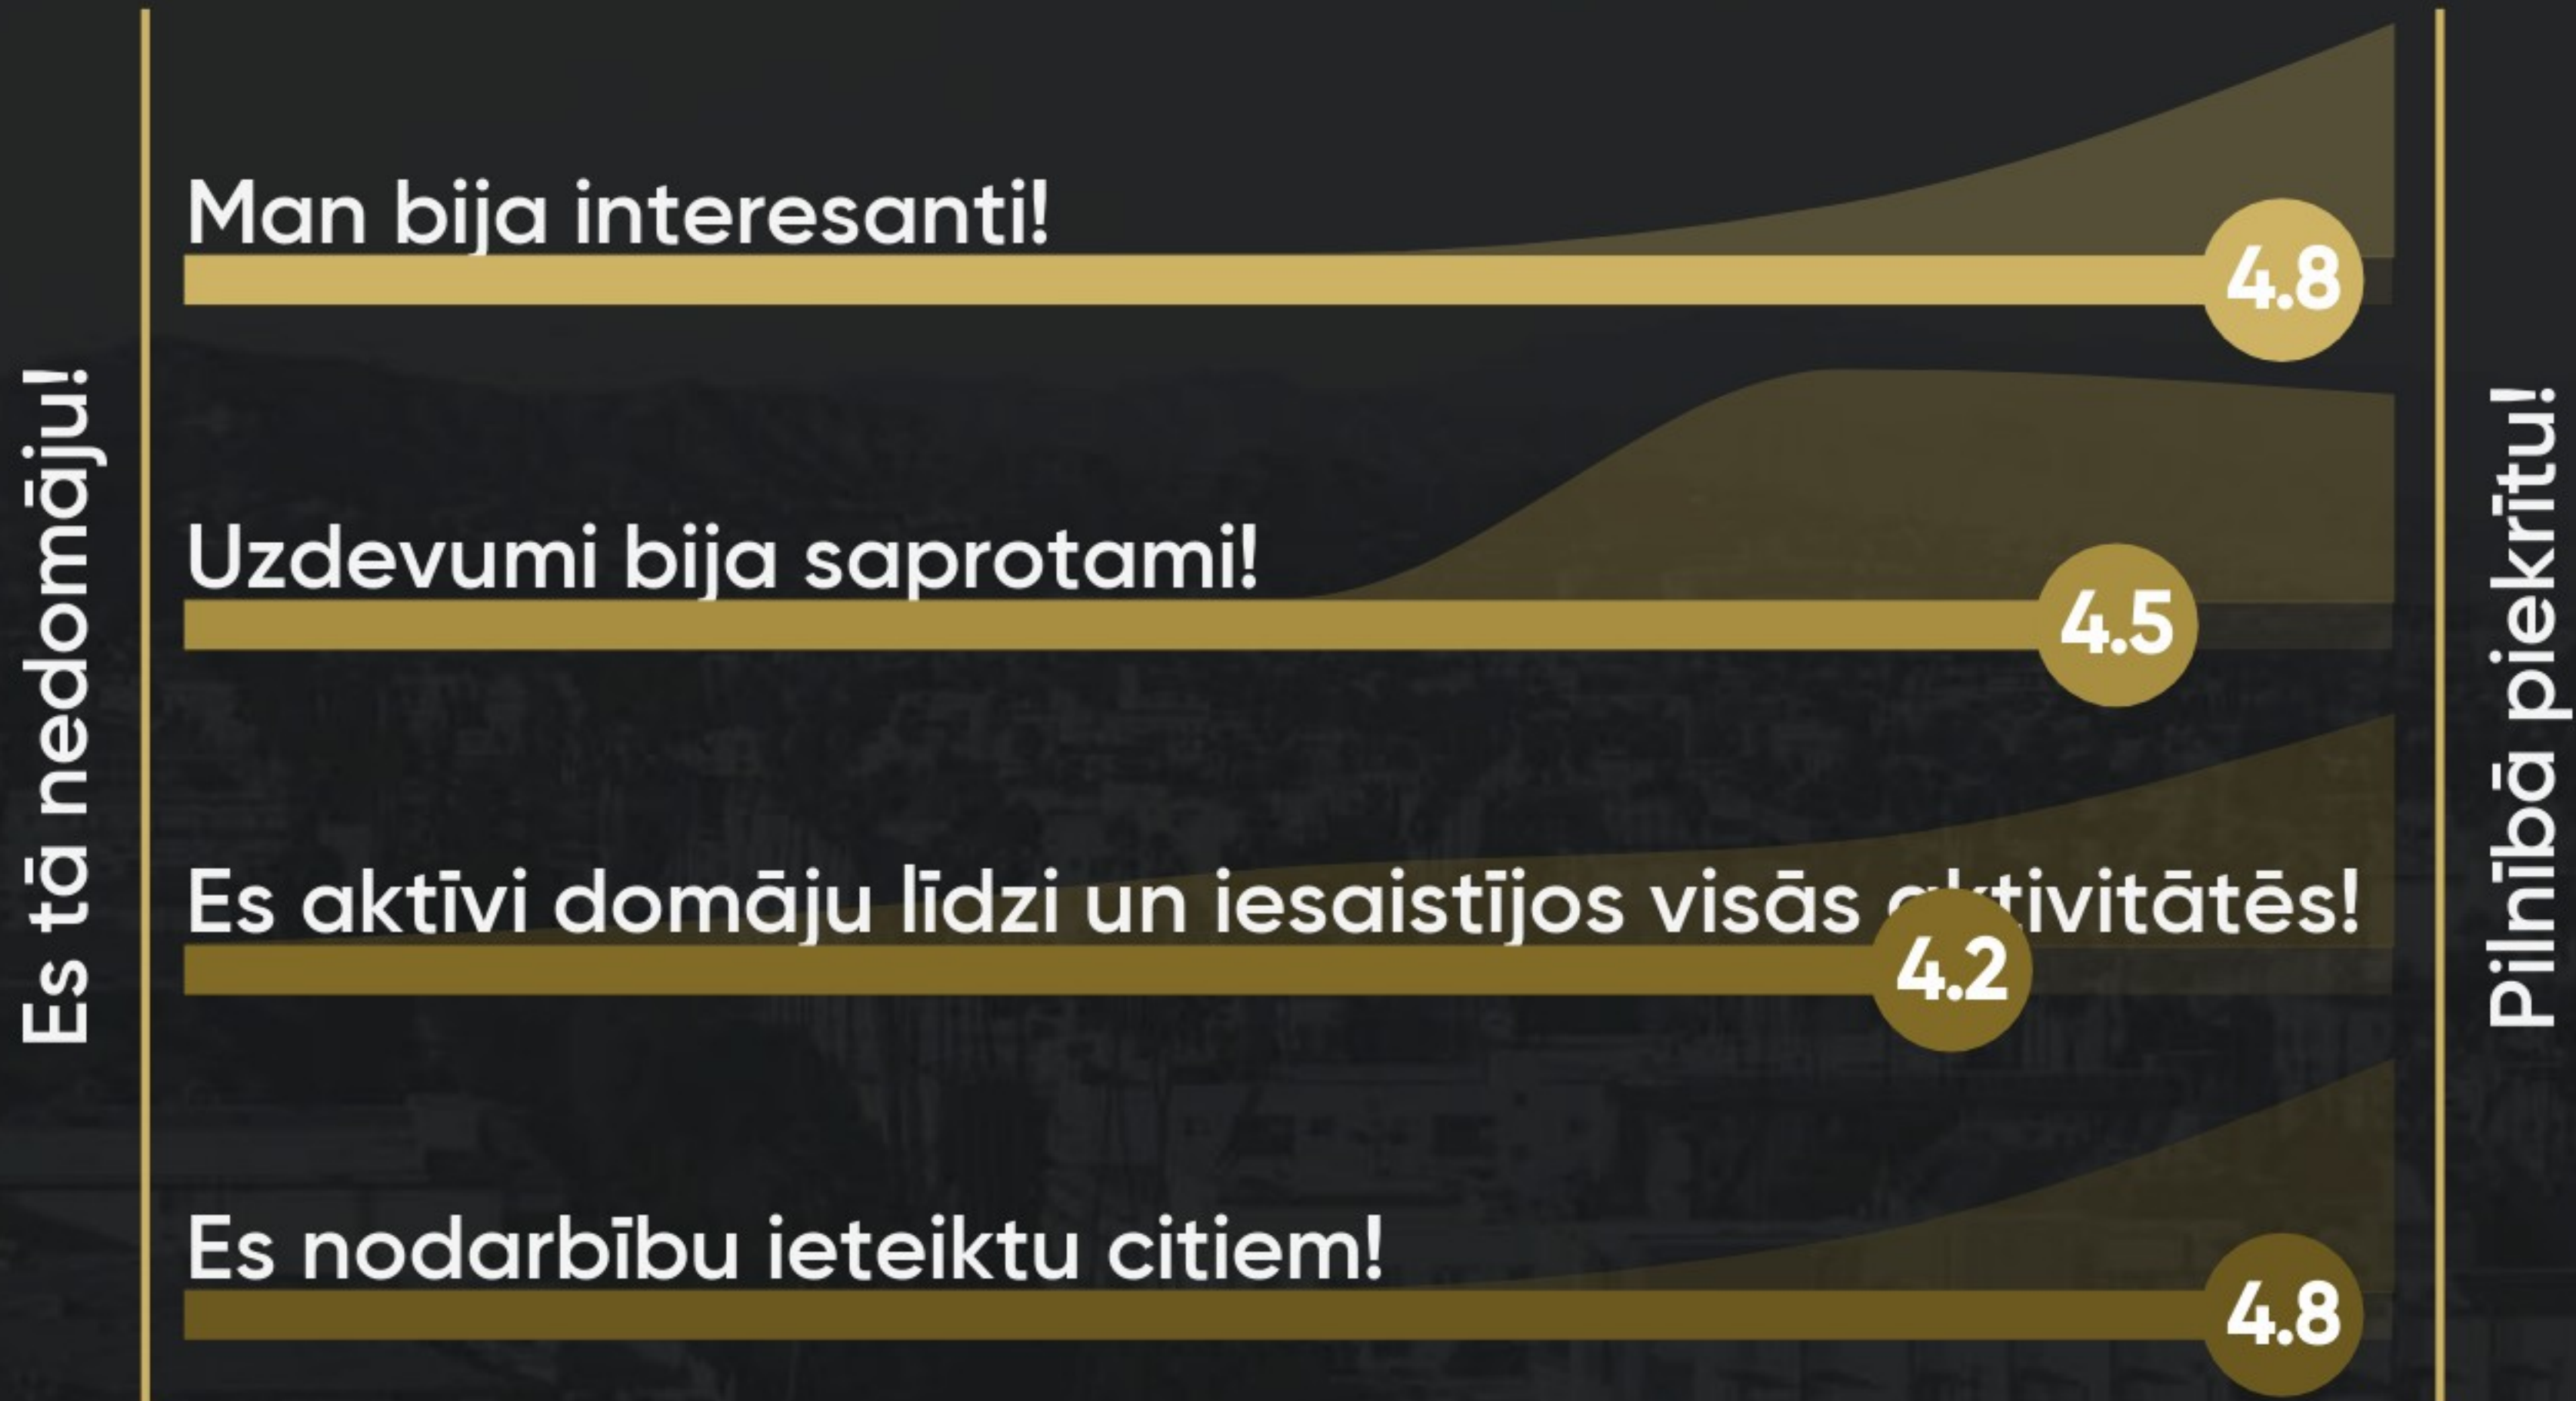 Es tā nedomāju!
Man bija interesanti!
4.8
Uzdevumi bija saprotami!
4.5
Es aktīvi domāju līdzi un iesaistījos visās aktivitātēs!
4.2
Es nodarbību ieteiktu citiem!
4.8
Pilnībā piekrītu!